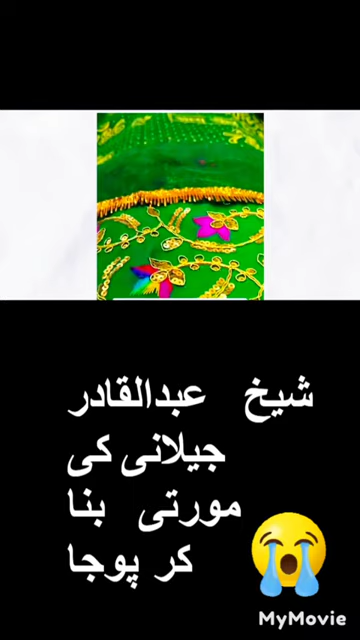 شیخ عبدالقادر
جیلانی کی
مورتی بنا
کر پوجا
MyMovie